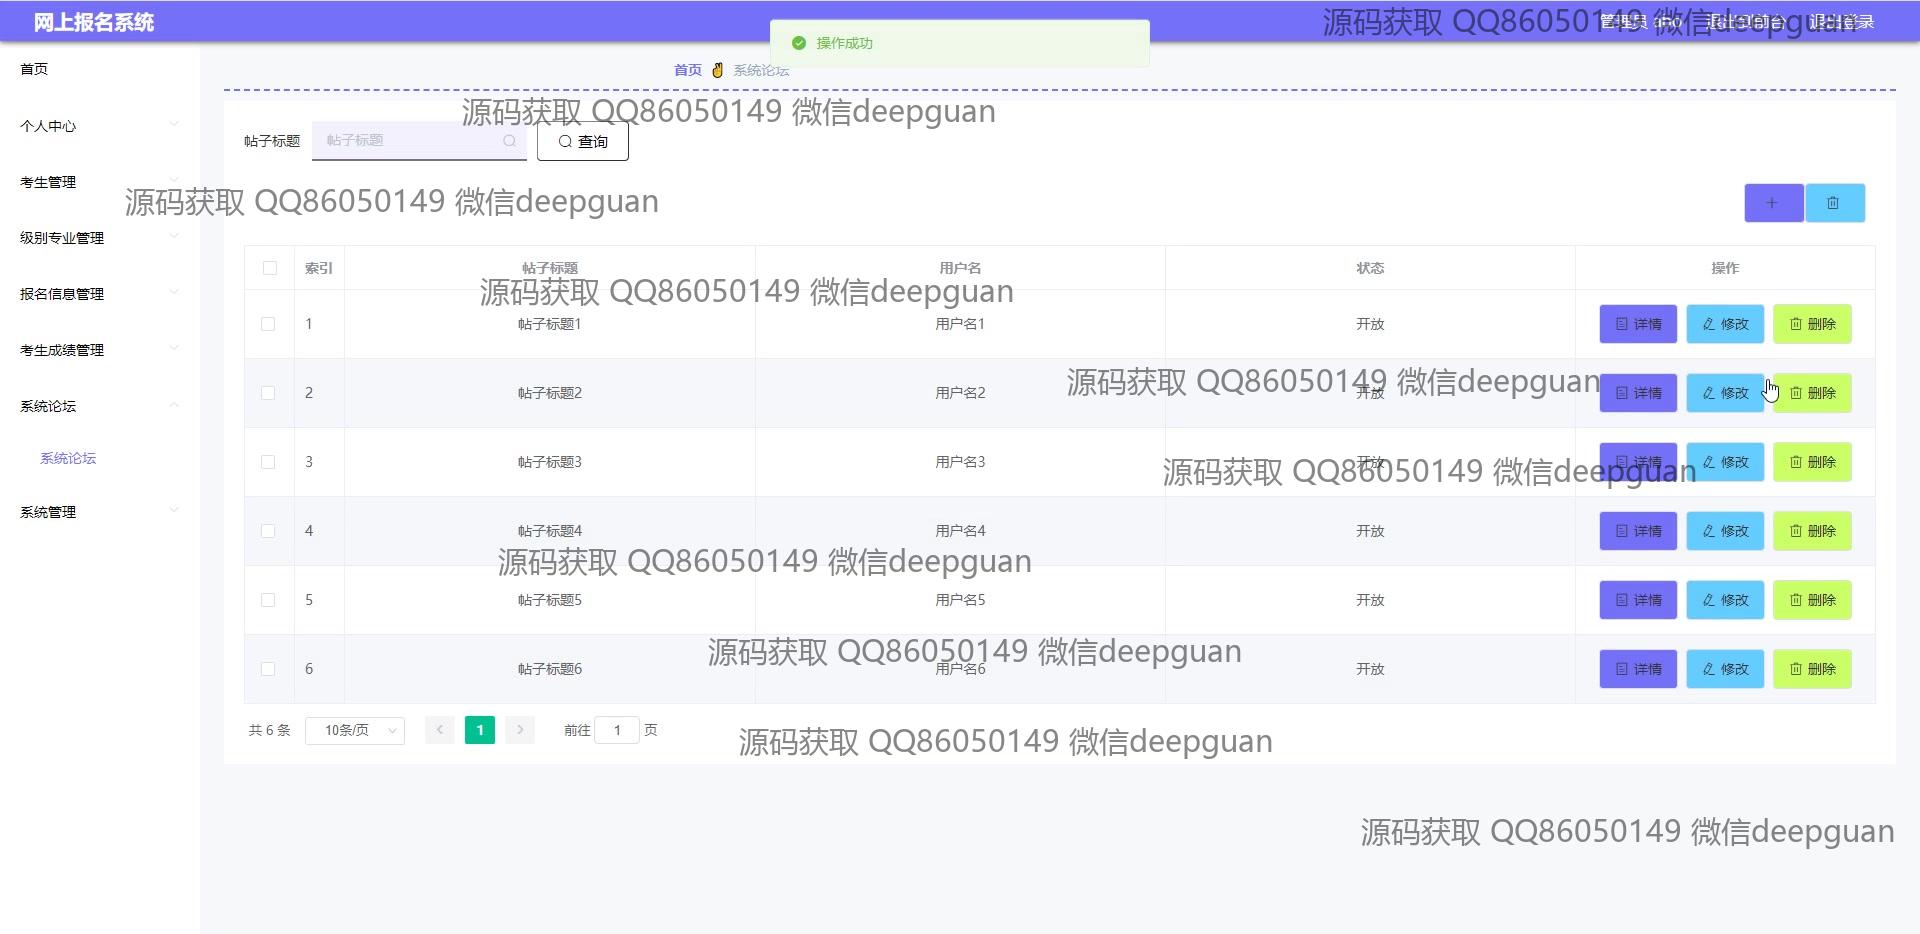 网上报名系统
源码获取 QQ86050149 微信deepguan
管理员 abo 退出到前台 退出登录
操作成功
首页 系统论坛
首页
个人中心
考生管理
级别专业管理
报名信息管理
考生成绩管理
系统论坛
系统论坛
系统管理
源码获取 QQ86050149 微信deepguan
帖子标题 帖子标题 查询
源码获取 QQ86050149 微信deepguan
索引 帖子标题 用户名 状态 操作
源码获取 QQ86050149 微信deepguan
1 帖子标题1 用户名1 开放 详情 修改 删除
源码获取 QQ86050149 微信deepguan
2 帖子标题2 用户名2 开放 详情 修改 删除
3 帖子标题3 用户名3 开放 详情 修改 删除
源码获取 QQ86050149 微信deepguan
4 帖子标题4 用户名4 开放 详情 修改 删除
源码获取 QQ86050149 微信deepguan
5 帖子标题5 用户名5 开放 详情 修改 删除
源码获取 QQ86050149 微信deepguan
6 帖子标题6 用户名6 开放 详情 修改 删除
共 6 条 10条/页 1 前往 1 页
源码获取 QQ86050149 微信deepguan
源码获取 QQ86050149 微信deepguan